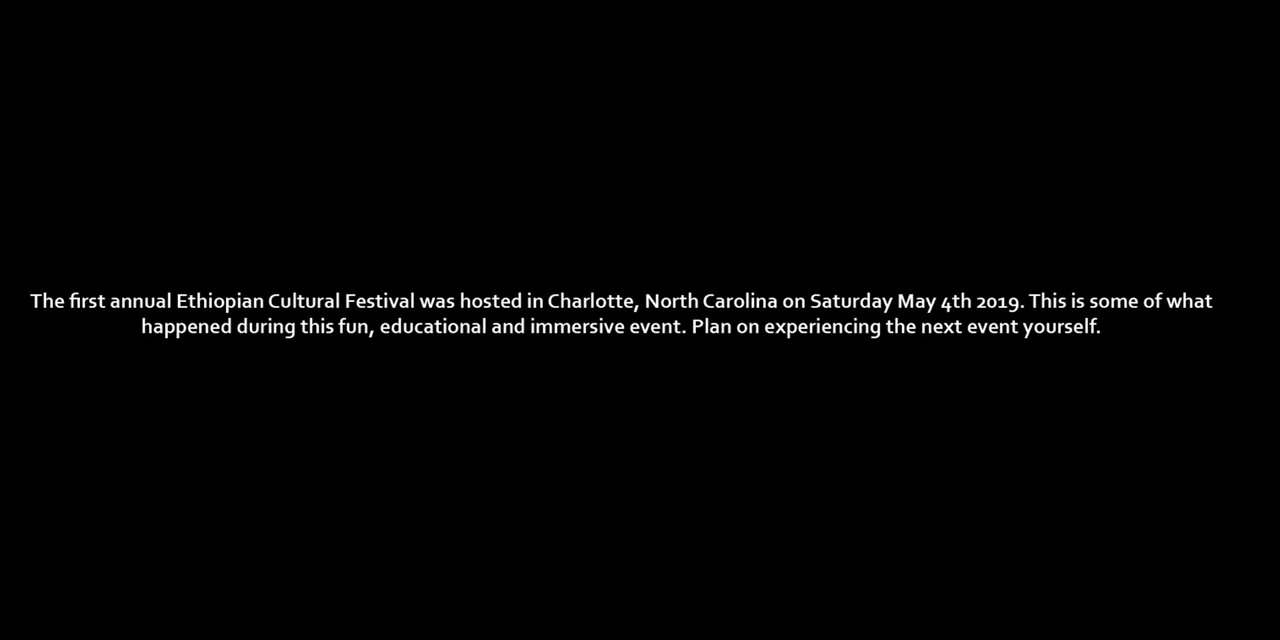 The first annual Ethiopian Cultural Festival was hosted in Charlotte, North Carolina on Saturday May 4th 2019. This is some of what
happened during this fun, educational and immersive event. Plan on experiencing the next event yourself.